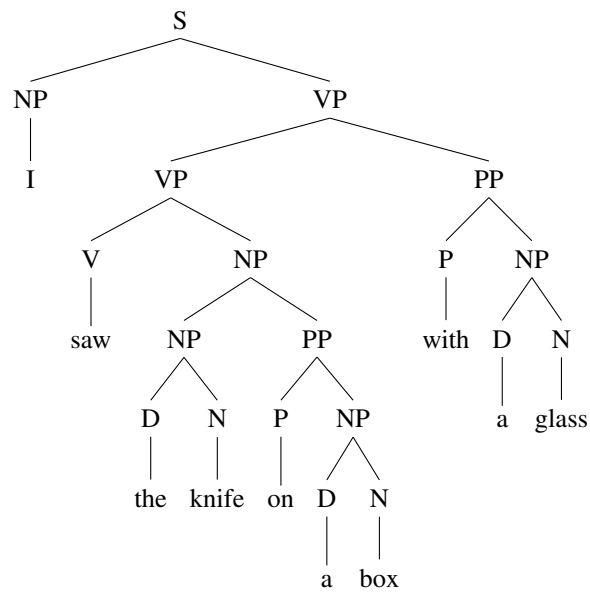 S
NP VP
I VP PP
V NP P NP
saw NP PP with D N
D N P NP a glass
the knife on D N
a box